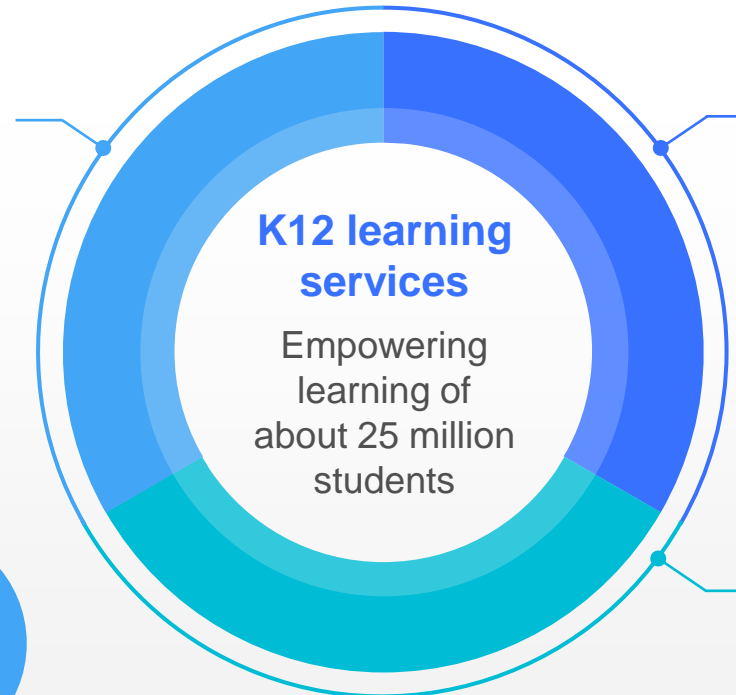 K12 learning
services
Empowering
learning of
about 25 million
students